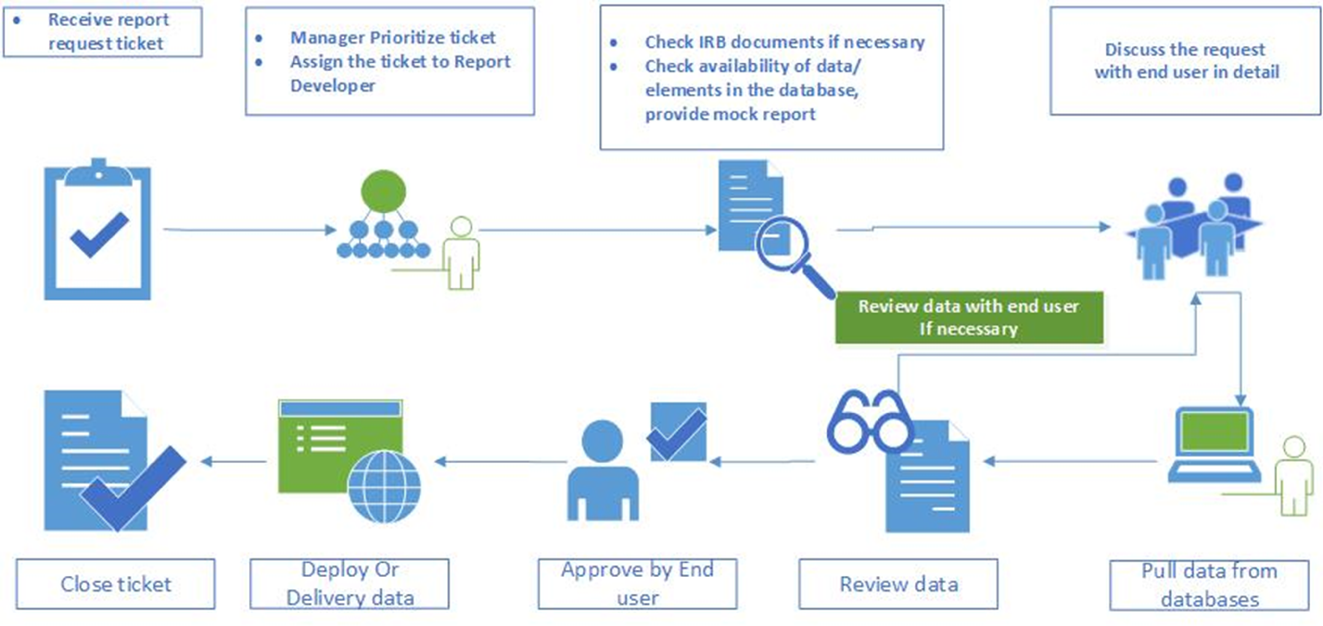 • Receive report
request ticket
• Manager Prioritize ticket
• Assign the ticket to Report
Developer
• Check IRB documents if necessary
• Check availability of data/
elements in the database,
provide mock report
Discuss the request
with end user in detail
Review data with end user
If necessary
Close ticket
Deploy Or
Delivery data
Approve by End
user
Review data
Pull data from
databases